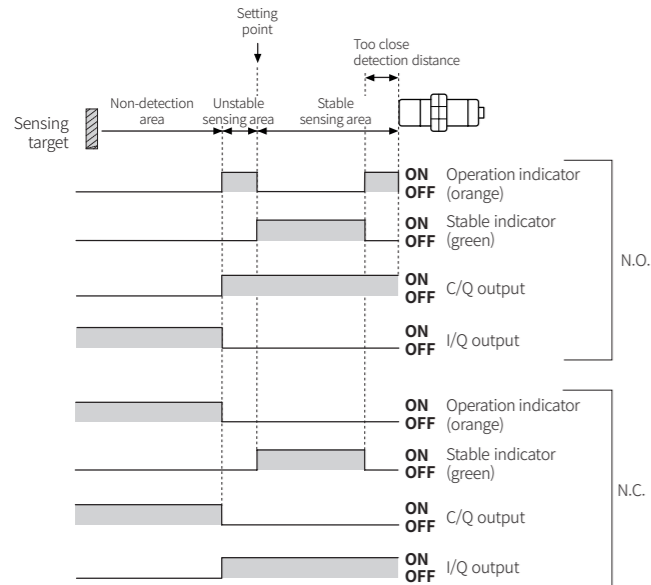 Setting
point
Too close
detection distance
Non-detection
area
Unstable
sensing area
Stable
sensing area
Sensing
target
ON
OFF
Operation indicator
(orange)
ON
OFF
Stable indicator
(green)
ON
OFF
C/Q output
ON
OFF
I/Q output
N.O.
ON
OFF
Operation indicator
(orange)
ON
OFF
Stable indicator
(green)
ON
OFF
C/Q output
ON
OFF
I/Q output
N.C.